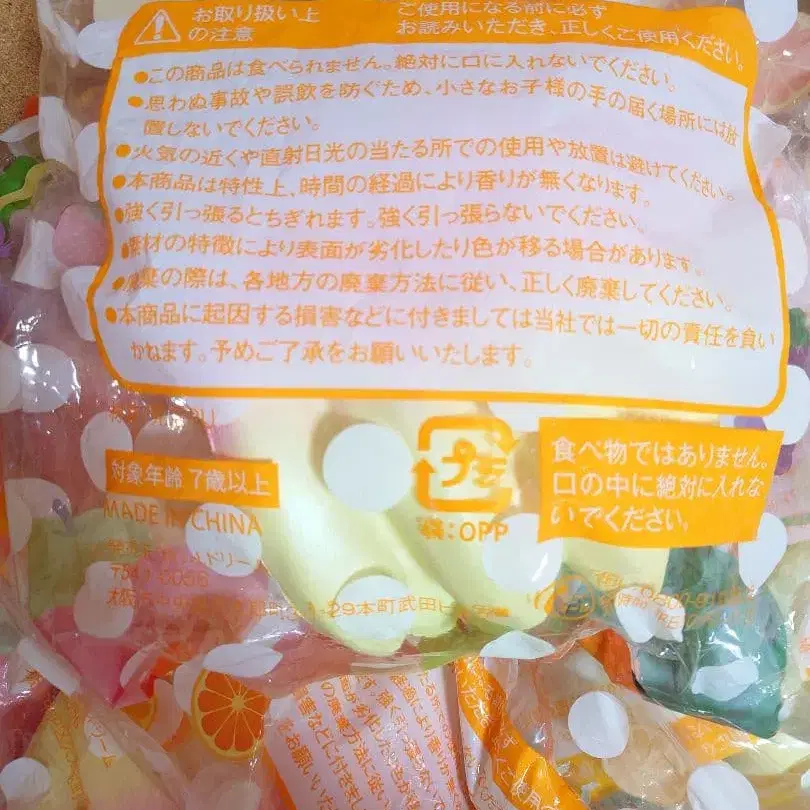 お取り扱い上
の注意
ご使用になる前に必ず
お読みいただき、正しくご使用ください。
●この商品は食べられません。絶対に口に入れないでください。
●思わぬ事故や誤飲を防ぐため、小さなお子様の手の届く場所には放
置しないでください。
●火気の近くや直射日光の当たる所での使用や放置は避けてください。
●本商品は特性上、時間の経過により香りが無くなります。
●強く引っ張るとちぎれます。強く引っ張らないでください。
●素材の特徴により表面が劣化したり色が移る場合があります。
●廃棄の際は、各地方の廃棄方法に従い、正しく廃棄してください。
●本商品に起因する損害などに付きましては当社では一切の責任を負い
かねます。予めご了承をお願いいたします。
対象年齢 7歳以上
MADE IN CHINA
プラ
袋:OPP
食べ物ではありません。
口の中に絶対に入れな
いでください。
-29本町武田ビ